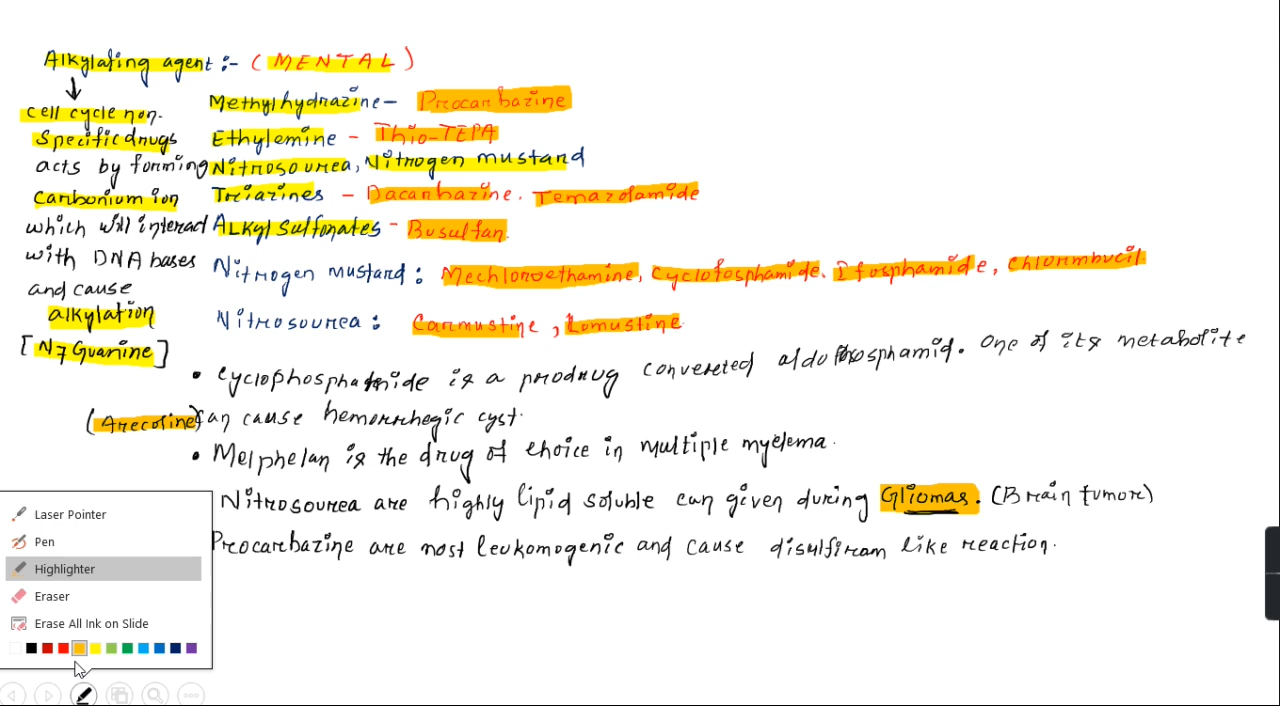 Alkylating agent :- (MENTAL)
cell cycle non.
Specific drugs
acts by forming
Carbonium ion
which will interact
with DNA bases
and cause
alkylation
[N7 Guanine]
Methylhydrazine - Procarbazine
Ethylemine - Thio-TEPA
Nitrosourea, Nitrogen mustard
Triazines - Dacarbazine. Temazolamide
ALKyl Sulfonates - Busulfan.
Nitrogen mustard : Mechloroethamine, Cyclofosphamide. Ifosphamide, Chlormbucil
Nitrosourea : Carmustine, Lomustine.
• Cyclophosphamide is a prodrug converted aldophosphamid. One of its metabolite
(Arecoline) can cause hemorrhegic cyst.
• Melphelan is the drug of choice in multiple myelema.
Nitrosourea are highly lipid soluble can given during Gliomas. (Brain tumor)
Procarbazine are most leukomogenic and cause disulfiram like reaction.
Laser Pointer
Pen
Highlighter
Eraser
Erase All Ink on Slide